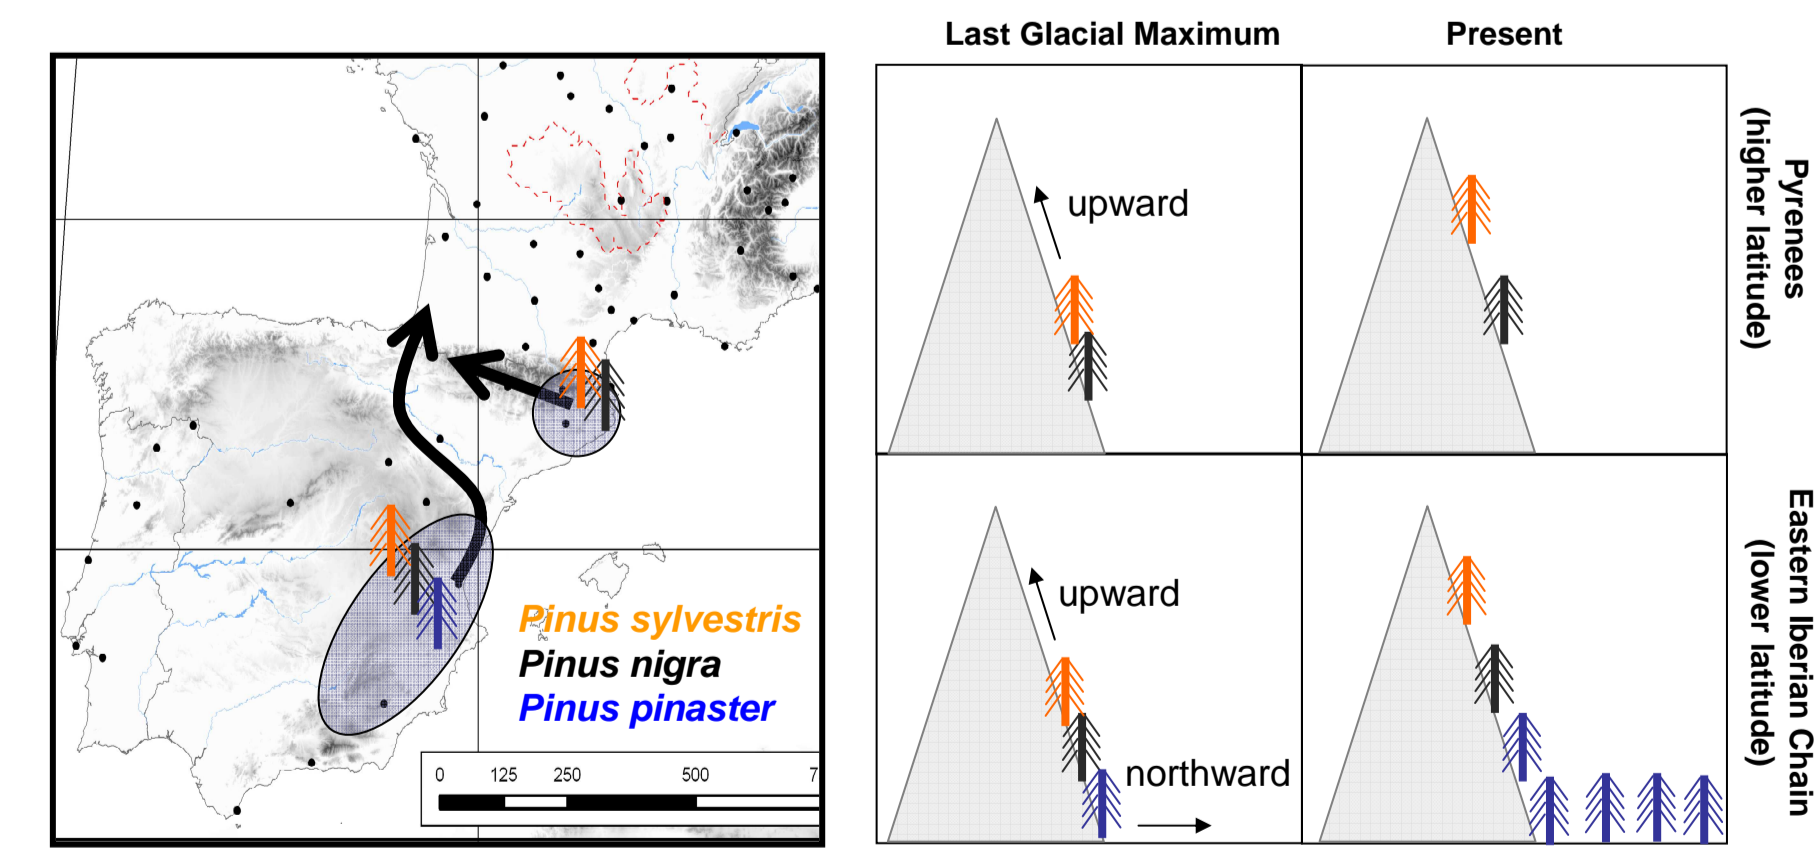 Last Glacial Maximum
Present
upward
Pyrenees
(higher latitude)
upward
northward
Eastern Iberian Chain
(lower latitude)
Pinus sylvestris
Pinus nigra
Pinus pinaster
0 125 250 500 7